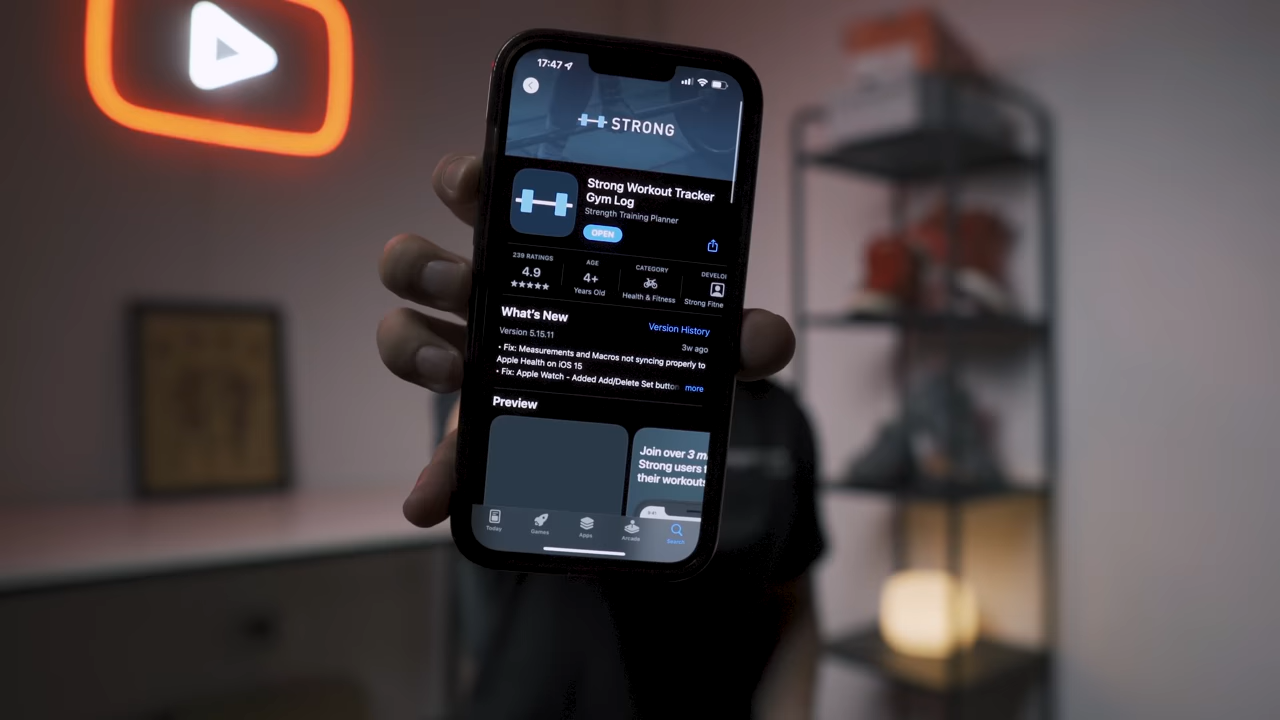 17:47
STRONG
Strong Workout Tracker
Gym Log
Strength Training Planner
OPEN
239 RATINGS
4.9
★★★★★
AGE
4+
Years Old
CATEGORY
Health & Fitness
DEVELO
Strong Fitne
What's New
Version History
Version 5.15.11
3w ago
• Fix: Measurements and Macros not syncing properly to
Apple Health on iOS 15
• Fix: Apple Watch - Added Add/Delete Set button
more
Preview
Join over 3 m
Strong users
their workouts
Today
Games
Apps
Arcade
Search